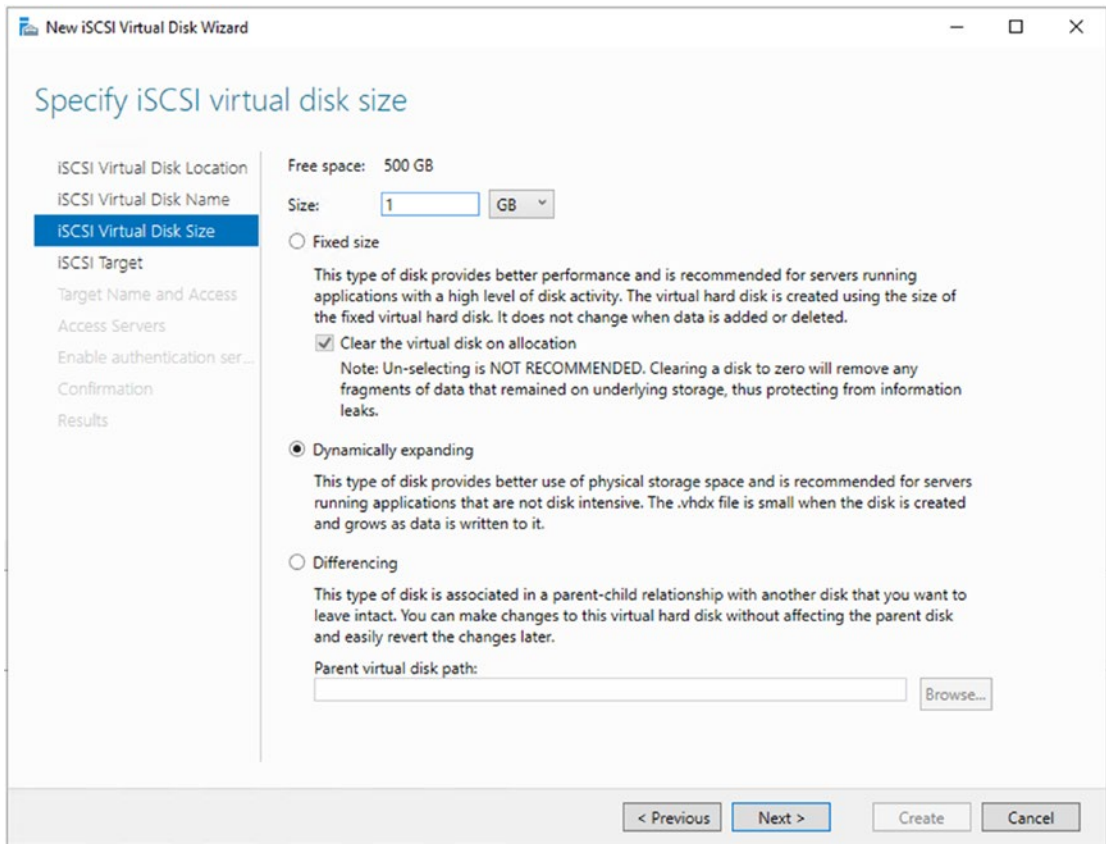 New iSCSI Virtual Disk Wizard
Specify iSCSI virtual disk size
iSCSI Virtual Disk Location
iSCSI Virtual Disk Name
iSCSI Virtual Disk Size
iSCSI Target
Target Name and Access
Access Servers
Enable authentication ser...
Confirmation
Results
Free space: 500 GB
Size: 1 GB
Fixed size
This type of disk provides better performance and is recommended for servers running
applications with a high level of disk activity. The virtual hard disk is created using the size of
the fixed virtual hard disk. It does not change when data is added or deleted.
Clear the virtual disk on allocation
Note: Un-selecting is NOT RECOMMENDED. Clearing a disk to zero will remove any
fragments of data that remained on underlying storage, thus protecting from information
leaks.
Dynamically expanding
This type of disk provides better use of physical storage space and is recommended for servers
running applications that are not disk intensive. The .vhdx file is small when the disk is created
and grows as data is written to it.
Differencing
This type of disk is associated in a parent-child relationship with another disk that you want to
leave intact. You can make changes to this virtual hard disk without affecting the parent disk
and easily revert the changes later.
Parent virtual disk path:
Browse...
< Previous Next > Create Cancel